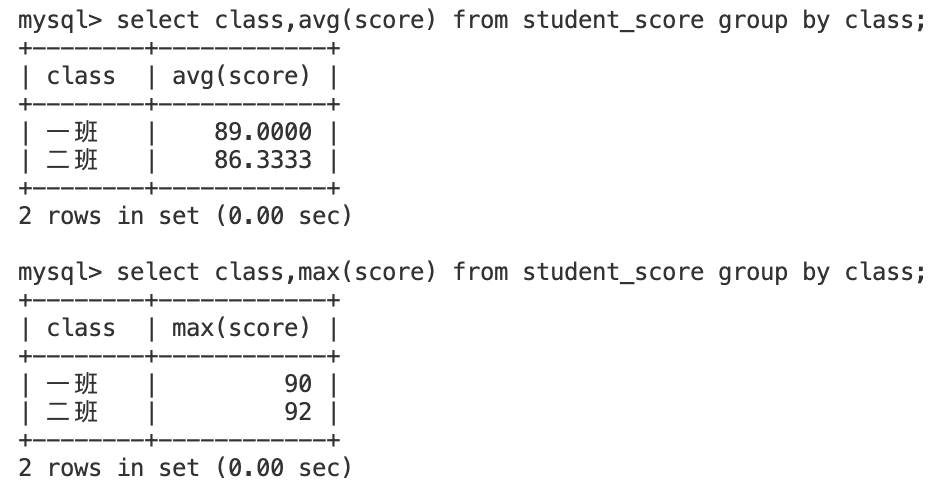 mysql> select class,avg(score) from student_score group by class;
+--------+------------+
| class  | avg(score) |
+--------+------------+
| 一班   |    89.0000 |
| 二班   |    86.3333 |
+--------+------------+
2 rows in set (0.00 sec)
mysql> select class,max(score) from student_score group by class;
+--------+------------+
| class  | max(score) |
+--------+------------+
| 一班   |         90 |
| 二班   |         92 |
+--------+------------+
2 rows in set (0.00 sec)